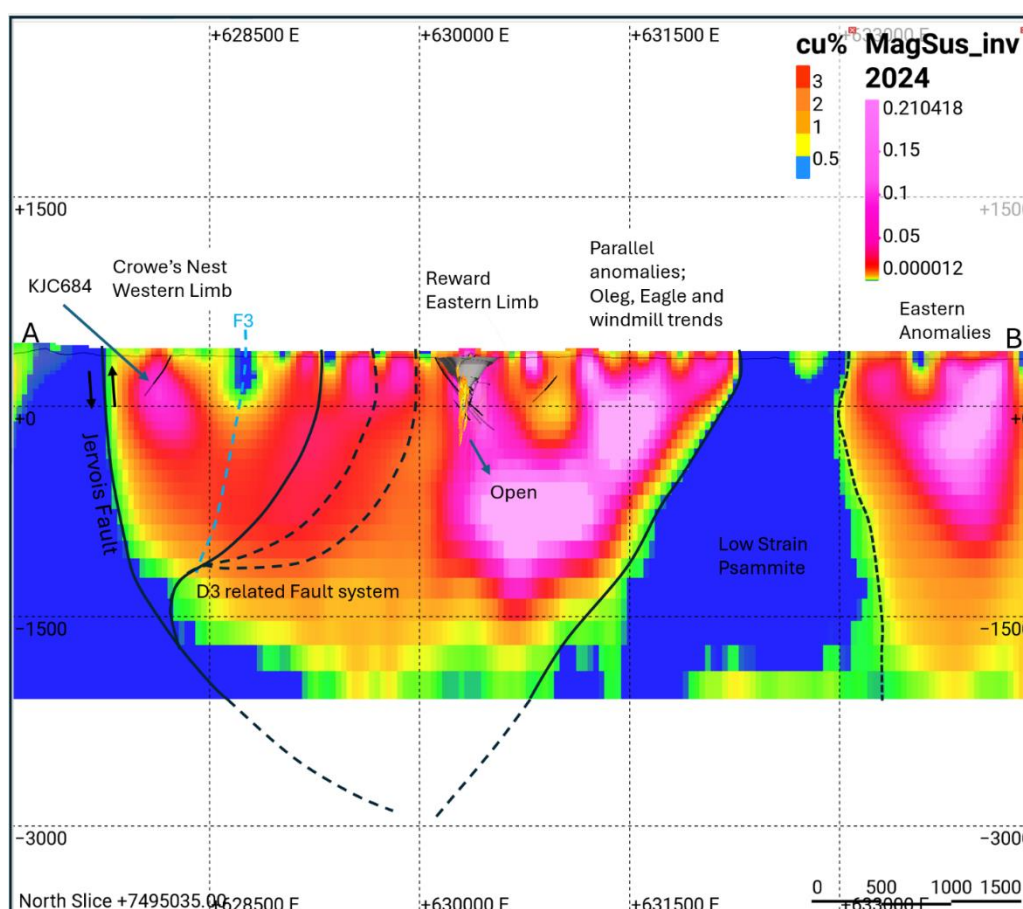 +628500 E
+630000 E
+631500 E
+633000 E
cu%
3
2
1
0.5
MagSus_inv
2024
0.210418
0.15
0.1
0.05
0.000012
+1500
+1500
KJC684
Crowe's Nest
Western Limb
F3
Reward
Eastern Limb
Parallel
anomalies;
Oleg, Eagle and
windmill trends
Eastern
Anomalies
A
B
+0
Jervois Fault
Open
D3 related Fault system
Low Strain
Psammite
−1500
−1500
−3000
−3000
North Slice +7495035.00
+628500 E
+630000 E
+631500 E
+633000 E
0
500
1000
1500